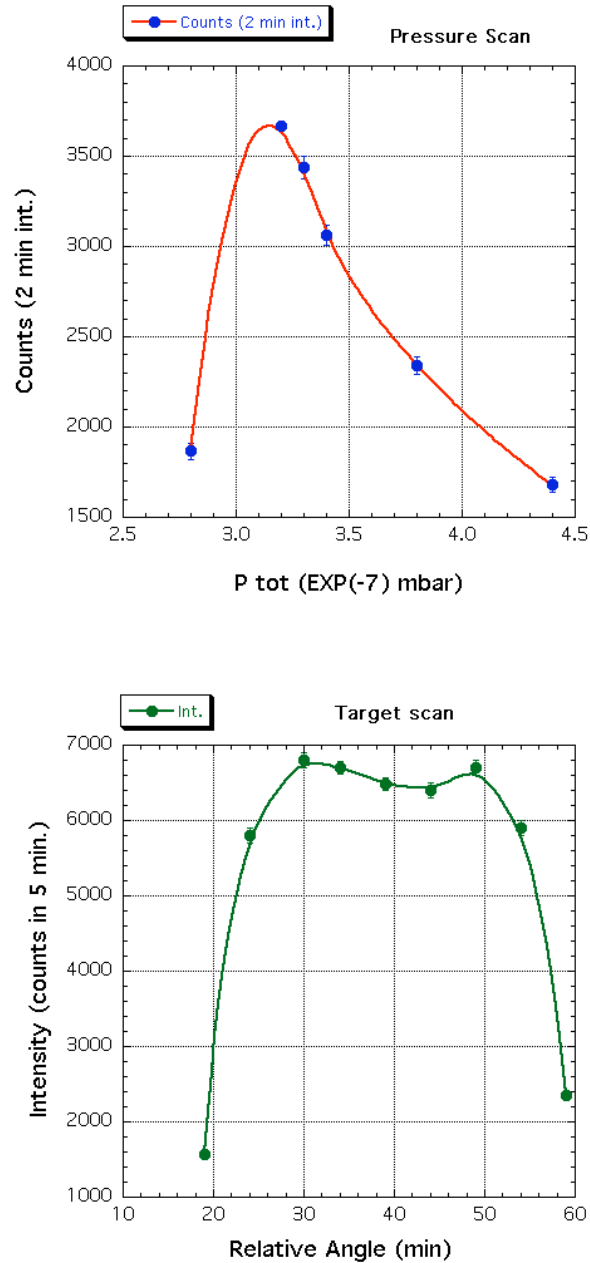 Counts (2 min int.)
Pressure Scan
4000
3500
3000
2500
2000
1500
Counts (2 min int.)
2.5 3.0 3.5 4.0 4.5
P tot (EXP(-7) mbar)
Int.
Target scan
7000
6000
5000
4000
3000
2000
1000
Intensity (counts in 5 min.)
10 20 30 40 50 60
Relative Angle (min)